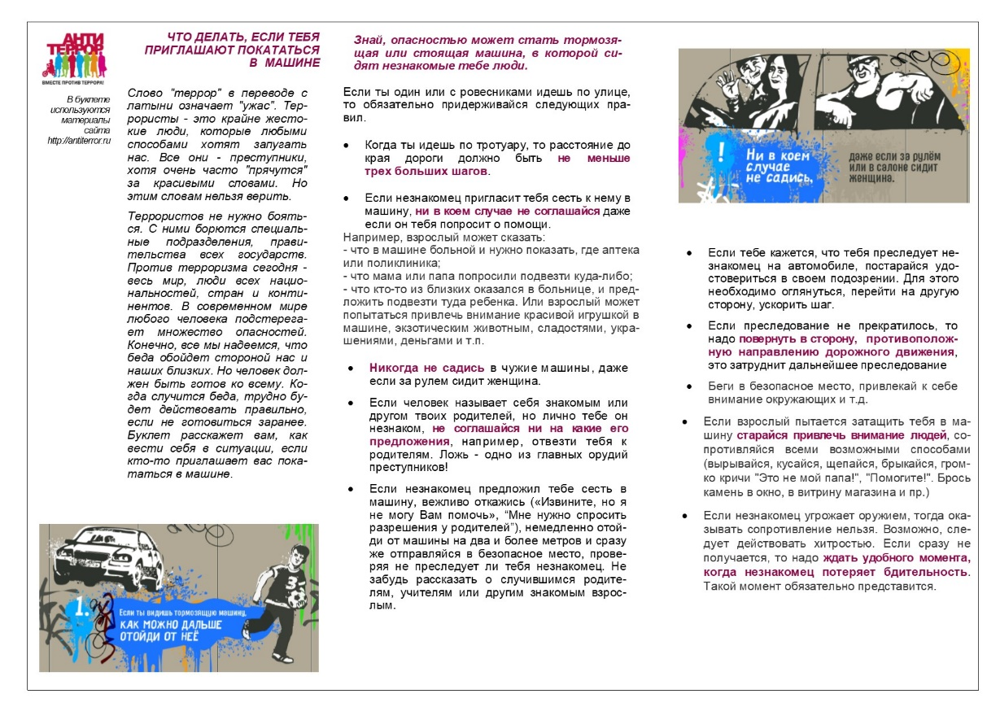 АНТИ
ТЕРРОР
ВМЕСТЕ ПРОТИВ ТЕРРОРА!
В буклете
используются
материалы
сайта
http://antiterror.ru
ЧТО ДЕЛАТЬ, ЕСЛИ ТЕБЯ
ПРИГЛАШАЮТ ПОКАТАТЬСЯ
В МАШИНЕ
Слово "террор" в переводе с
латыни означает "ужас". Тер-
рористы - это крайне жесто-
кие люди, которые любыми
способами хотят запугать
нас. Все они - преступники,
хотя очень часто "прячутся"
за красивыми словами. Но
этим словам нельзя верить.
Террористов не нужно боять-
ся. С ними борются специаль-
ные подразделения, прави-
тельства всех государств.
Против терроризма сегодня -
весь мир, люди всех нацио-
нальностей, стран и конти-
нентов. В современном мире
любого человека подстерега-
ет множество опасностей.
Конечно, все мы надеемся, что
беда обойдет стороной нас и
наших близких. Но человек дол-
жен быть готов ко всему. Ко-
гда случится беда, трудно бу-
дет действовать правильно,
если не готовиться заранее.
Буклет расскажет вам, как
вести себя в ситуации, если
кто-то приглашает вас пока-
таться в машине.
1.
Если ты видишь тормозящую машину,
КАК МОЖНО ДАЛЬШЕ
ОТОЙДИ ОТ НЕЁ
3
Знай, опасностью может стать тормозя-
щая или стоящая машина, в которой си-
дят незнакомые тебе люди.
Если ты один или с ровесниками идешь по улице,
то обязательно придерживайся следующих пра-
вил.
• Когда ты идешь по тротуару, то расстояние до
края дороги должно быть не меньше
трех больших шагов.
• Если незнакомец пригласит тебя сесть к нему в
машину, ни в коем случае не соглашайся даже
если он тебя попросит о помощи.
Например, взрослый может сказать:
- что в машине больной и нужно показать, где аптека
или поликлиника;
- что мама или папа попросили подвезти куда-либо;
- что кто-то из близких оказался в больнице, и пред-
ложить подвезти туда ребенка. Или взрослый может
попытаться привлечь внимание красивой игрушкой в
машине, экзотическим животным, сладостями, укра-
шениями, деньгами и т.п.
• Никогда не садись в чужие машины, даже
если за рулем сидит женщина.
• Если человек называет себя знакомым или
другом твоих родителей, но лично тебе он
незнаком, не соглашайся ни на какие его
предложения, например, отвезти тебя к
родителям. Ложь - одно из главных орудий
преступников!
• Если незнакомец предложил тебе сесть в
машину, вежливо откажись («Извините, но я
не могу Вам помочь», “Мне нужно спросить
разрешения у родителей”), немедленно отой-
ди от машины на два и более метров и сразу
же отправляйся в безопасное место, прове-
ряя не преследует ли тебя незнакомец. Не
забудь рассказать о случившимся родите-
лям, учителям или другим знакомым взрос-
лым.
!
Ни в коем
случае
не садись,
даже если за рулём
или в салоне сидит
женщина.
• Если тебе кажется, что тебя преследует не-
знакомец на автомобиле, постарайся удо-
стовериться в своем подозрении. Для этого
необходимо оглянуться, перейти на другую
сторону, ускорить шаг.
• Если преследование не прекратилось, то
надо повернуть в сторону, противополож-
ную направлению дорожного движения,
это затруднит дальнейшее преследование
• Беги в безопасное место, привлекай к себе
внимание окружающих и т.д.
• Если взрослый пытается затащить тебя в ма-
шину старайся привлечь внимание людей, со-
противляйся всеми возможными способами
(вырывайся, кусайся, щепайся, брыкайся, гром-
ко кричи "Это не мой папа!", "Помогите!". Брось
камень в окно, в витрину магазина и пр.)
• Если незнакомец угрожает оружием, тогда ока-
зывать сопротивление нельзя. Возможно, сле-
дует действовать хитростью. Если сразу не
получается, то надо ждать удобного момента,
когда незнакомец потеряет бдительность.
Такой момент обязательно представится.